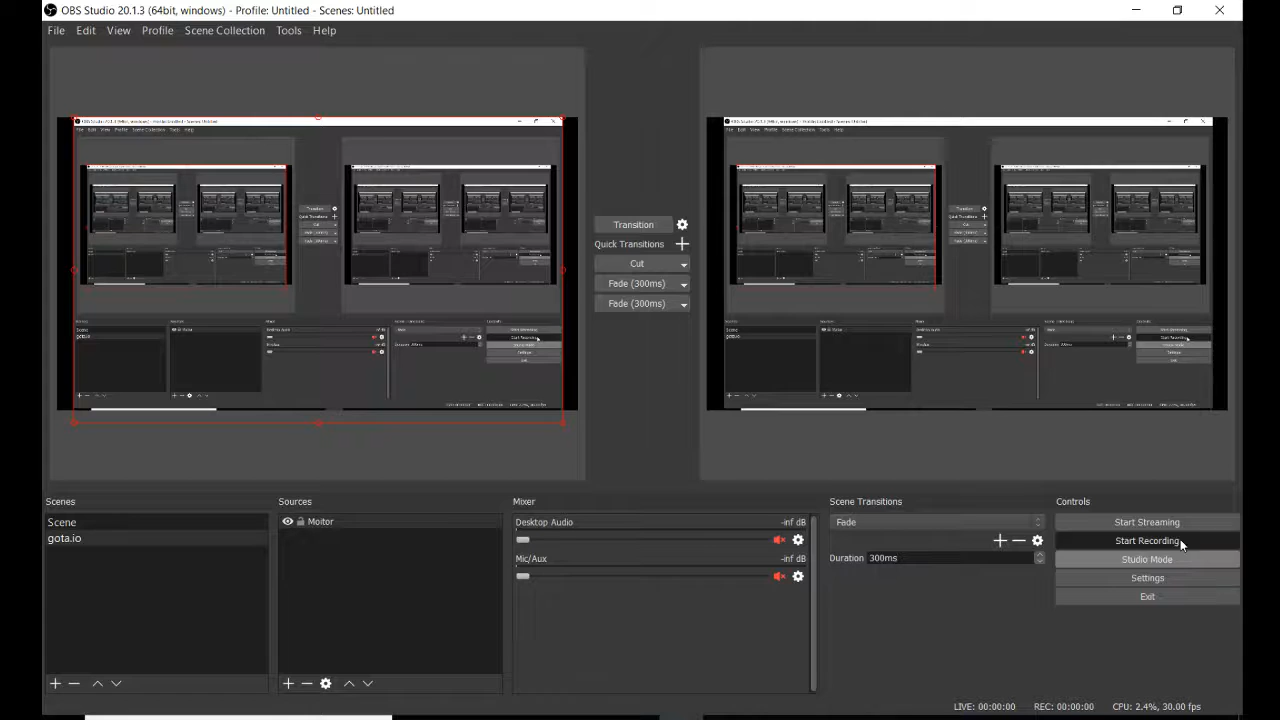 OBS Studio 20.1.3 (64bit, windows) - Profile: Untitled - Scenes: Untitled
File Edit View Profile Scene Collection Tools Help
Transition
Quick Transitions
Cut
Fade (300ms)
Fade (300ms)
Scenes
Scene
gota.io
Sources
Moitor
Mixer
Desktop Audio -inf dB
Mic/Aux -inf dB
Scene Transitions
Fade
Duration 300ms
Controls
Start Streaming
Start Recording
Studio Mode
Settings
Exit
LIVE: 00:00:00 REC: 00:00:00 CPU: 2.4%, 30.00 fps